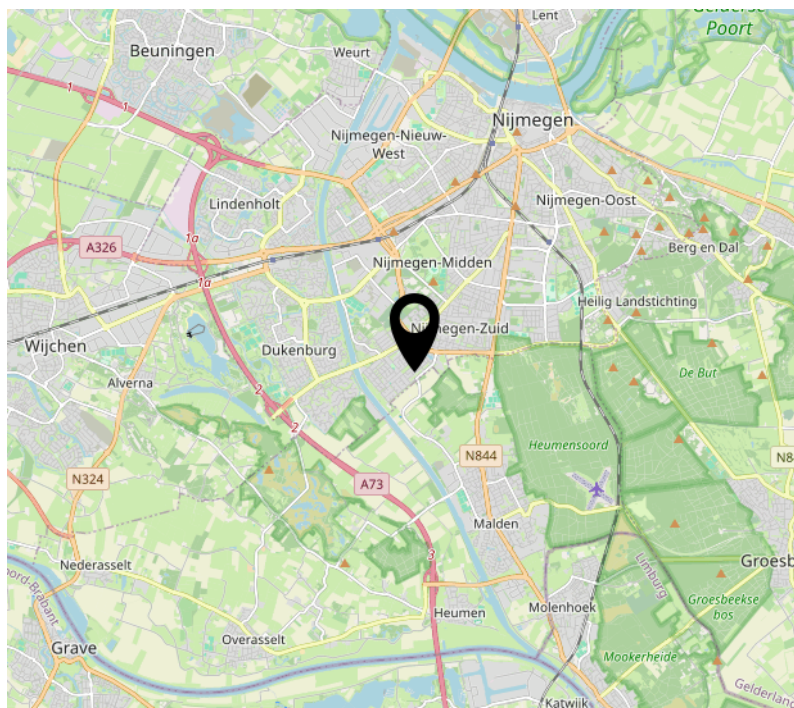 Lent
Gelderse
Poort
Beuningen
Weurt
1
1
Nijmegen
Nijmegen-Nieuw-
West
Lindenholt
Nijmegen-Oost
1a
A326
Berg en Dal
Nijmegen-Midden
1a
Heilig Landstichting
Nijmegen-Zuid
Wijchen
Dukenburg
Alverna
De But
2
2
Heumensoord
N844
N324
A73
Malden
3
Nederasselt
Groesb
Limburg
Groesbeekse
bos
Molenhoek
Heumen
oord-Brabant
Overasselt
Grave
Mookerheide
Gelderland
Katwijk